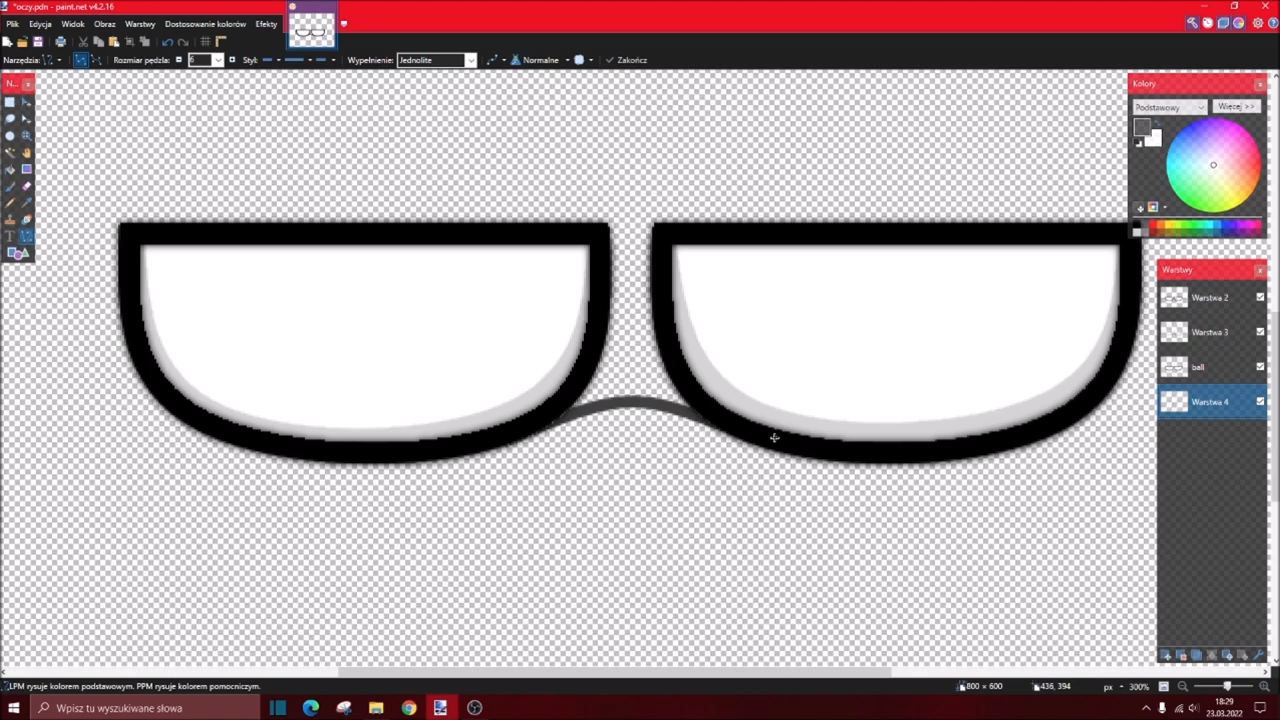 *oczy.pdn - paint.net v4.2.16
Plik Edycja Widok Obraz Warstwy Dostosowanie kolorów Efekty
Narzędzia: Rozmiar pędzla: 6 Styl: Wypełnienie: Jednolite Normalne Zakończ
N...
Kolory
Podstawowy Więcej >>
Warstwy
Warstwa 2
Warstwa 3
ball
Warstwa 4
LPM rysuje kolorem podstawowym. PPM rysuje kolorem pomocniczym.
800 × 600
436, 394
px
300%
Wpisz tu wyszukiwane słowa
18:29
23.03.2022